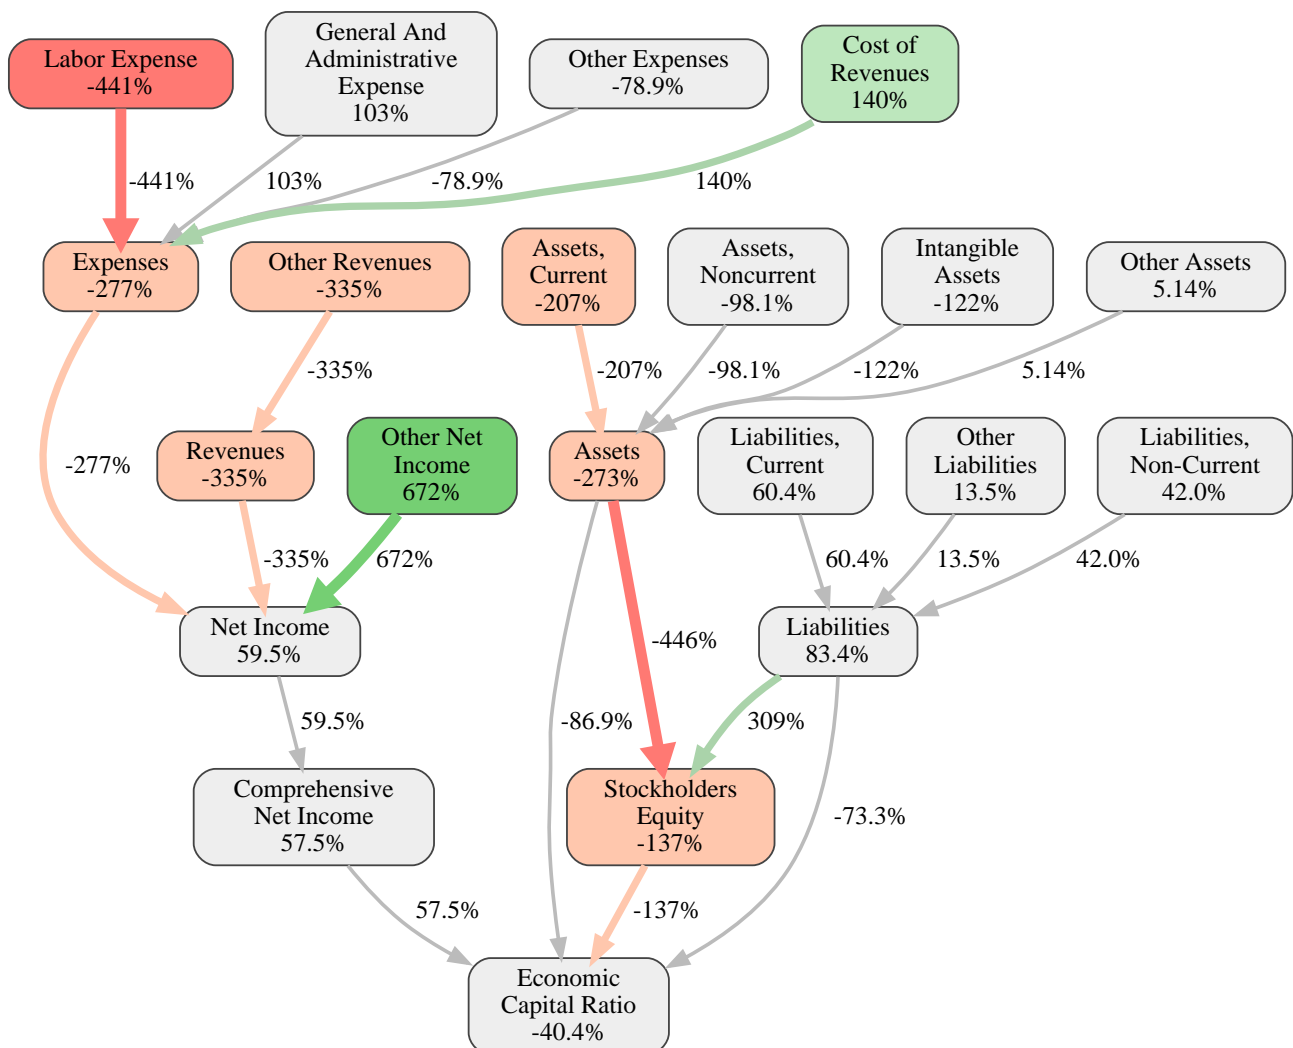 Labor Expense
-441%
General And
Administrative
Expense
103%
Other Expenses
-78.9%
Cost of
Revenues
140%
-441%
103%
-78.9%
140%
Expenses
-277%
Other Revenues
-335%
Assets,
Current
-207%
Assets,
Noncurrent
-98.1%
Intangible
Assets
-122%
Other Assets
5.14%
-335%
-207%
-98.1%
-122%
5.14%
-277%
Revenues
-335%
Other Net
Income
672%
Assets
-273%
Liabilities,
Current
60.4%
Other
Liabilities
13.5%
Liabilities,
Non-Current
42.0%
-335%
672%
60.4%
13.5%
42.0%
Net Income
59.5%
-446%
Liabilities
83.4%
59.5%
-86.9%
309%
Comprehensive
Net Income
57.5%
Stockholders
Equity
-137%
-73.3%
57.5%
-137%
Economic
Capital Ratio
-40.4%